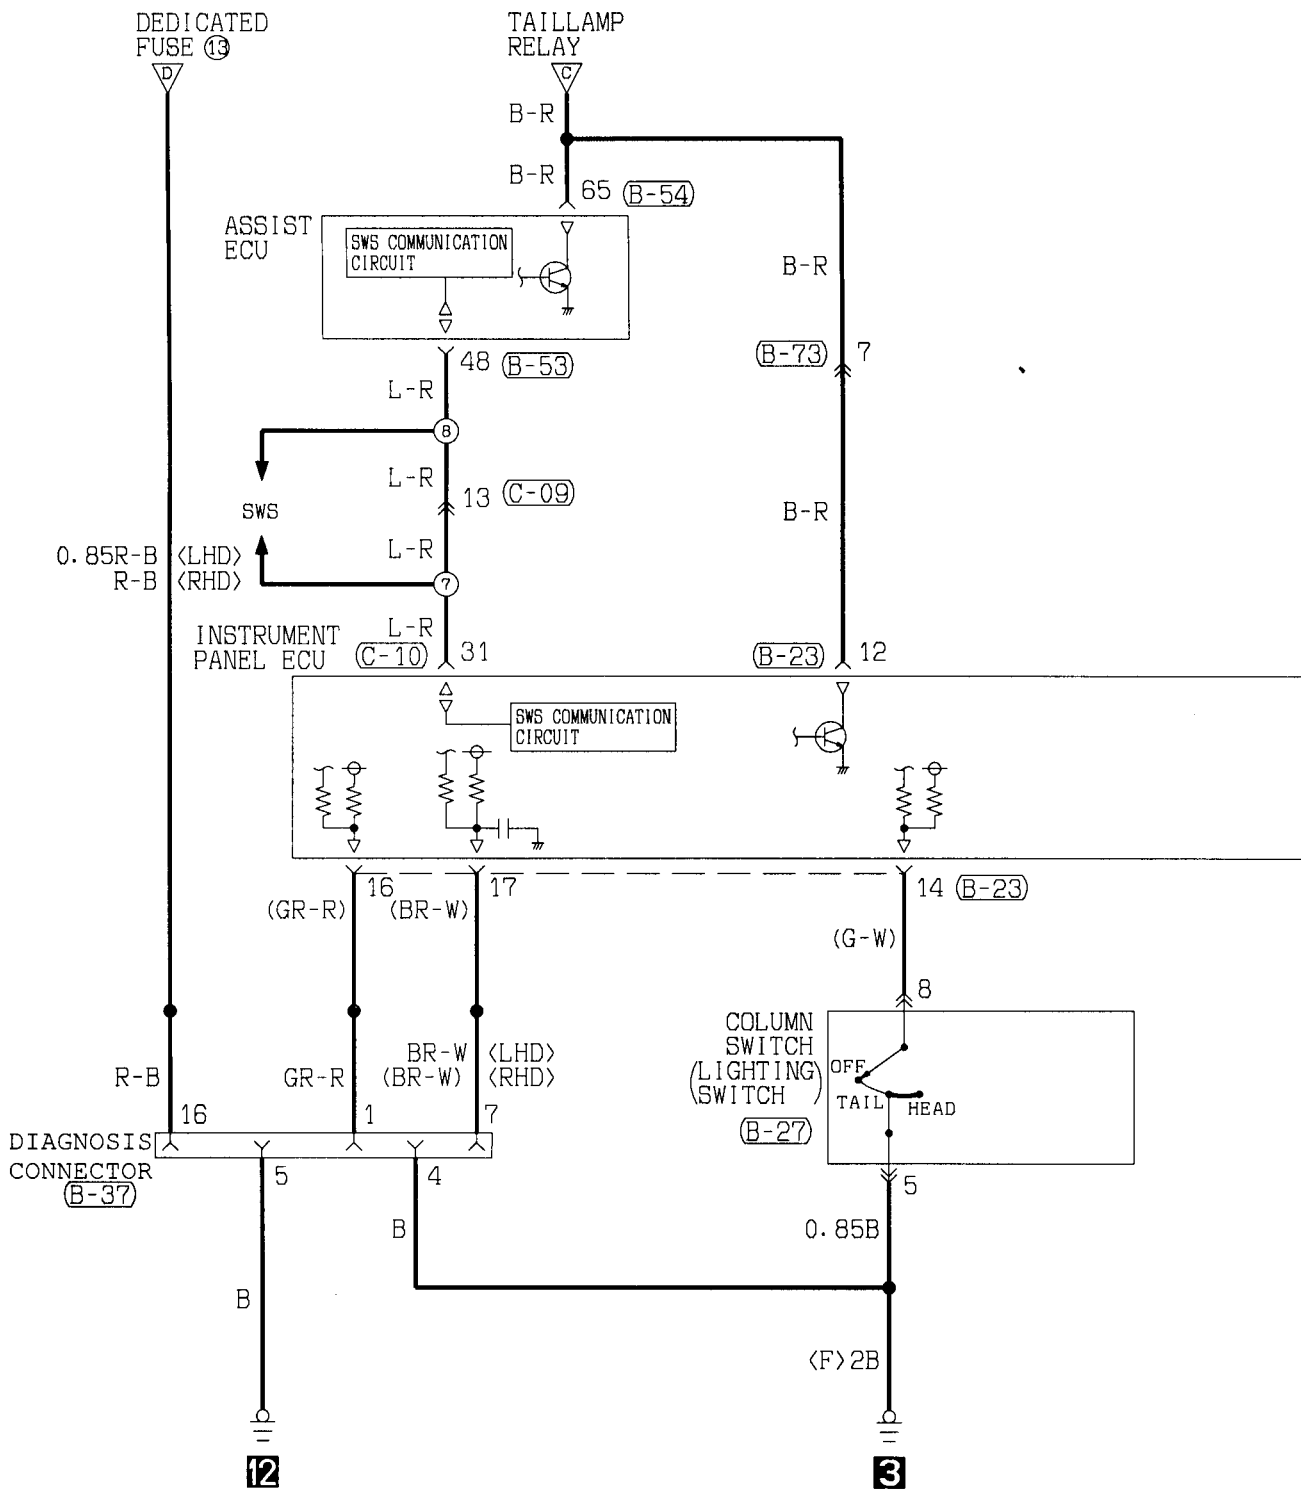 DEDICATED
FUSE ⑬
D
TAILLAMP
RELAY
C
B-R
B-R
65 (B-54)
ASSIST
ECU
SWS COMMUNICATION
CIRCUIT
B-R
(B-73) 7
48 (B-53)
L-R
8
L-R
13 (C-09)
SWS
B-R
0.85R-B <LHD>
R-B <RHD>
L-R
7
L-R
INSTRUMENT
PANEL ECU
(C-10) 31
(B-23) 12
SWS COMMUNICATION
CIRCUIT
16
17
14 (B-23)
(GR-R)
(BR-W)
(G-W)
8
COLUMN
SWITCH
(LIGHTING
SWITCH)
(B-27)
OFF
TAIL
HEAD
R-B
GR-R
BR-W <LHD>
(BR-W) <RHD>
16
1
7
DIAGNOSIS
CONNECTOR
(B-37)
5
4
5
B
0.85B
B
<F>2B
12
3